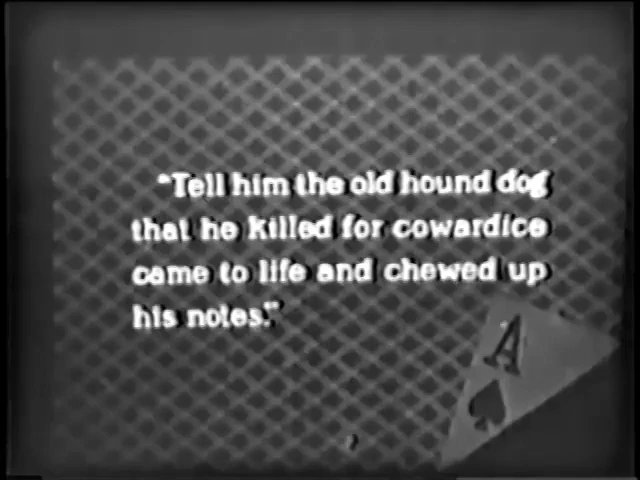 "Tell him the old hound dog
that he killed for cowardice
came to life and chewed up
his notes."
A